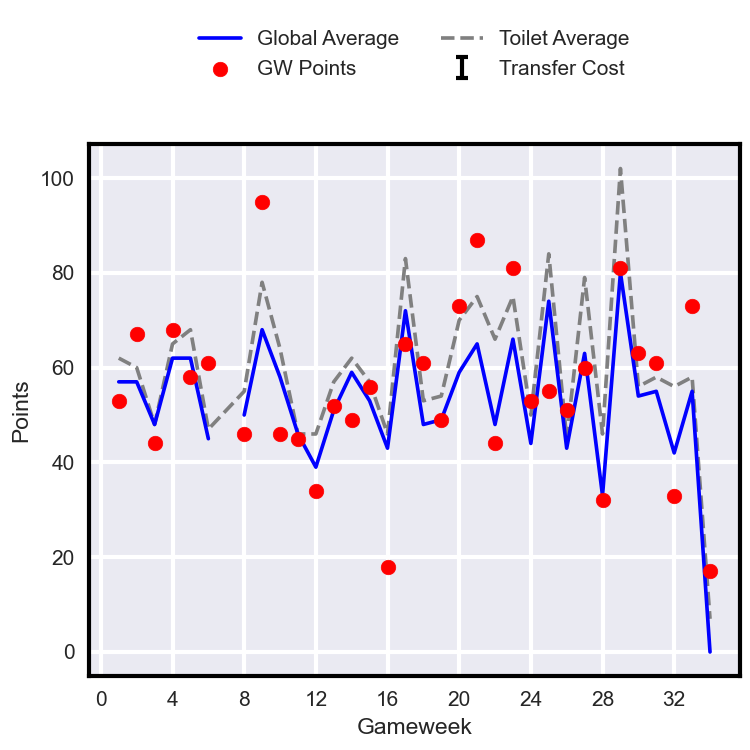 Global Average
Toilet Average
GW Points
Transfer Cost
100
80
60
40
20
0
Points
0 4 8 12 16 20 24 28 32
Gameweek